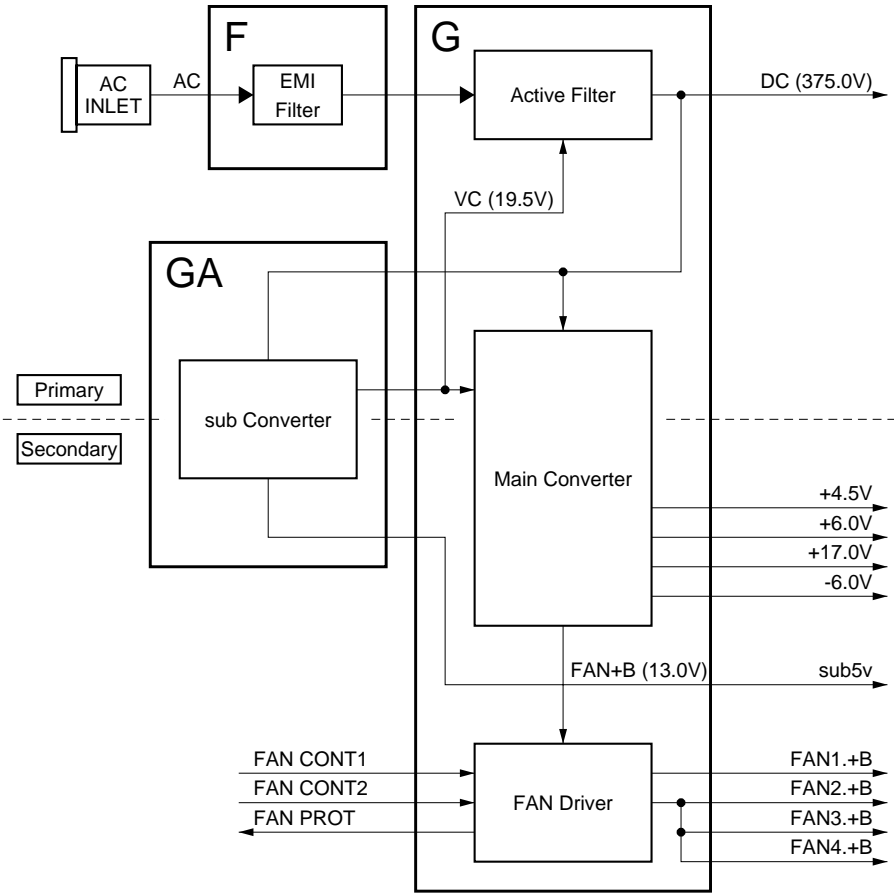 F
G
AC
INLET
AC
EMI
Filter
Active Filter
DC (375.0V)
VC (19.5V)
GA
Primary
Secondary
sub Converter
Main Converter
+4.5V
+6.0V
+17.0V
-6.0V
FAN+B (13.0V)
sub5v
FAN CONT1
FAN CONT2
FAN PROT
FAN Driver
FAN1.+B
FAN2.+B
FAN3.+B
FAN4.+B